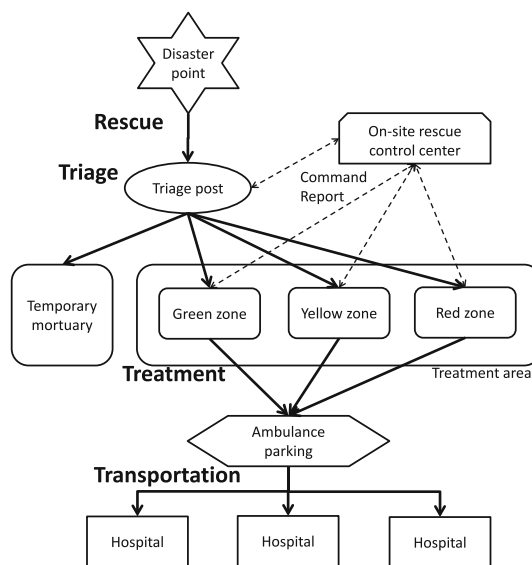 Disaster
point
Rescue
On-site rescue
control center
Triage
Triage post
Command
Report
Temporary
mortuary
Green zone
Yellow zone
Red zone
Treatment
Treatment area
Ambulance
parking
Transportation
Hospital
Hospital
Hospital